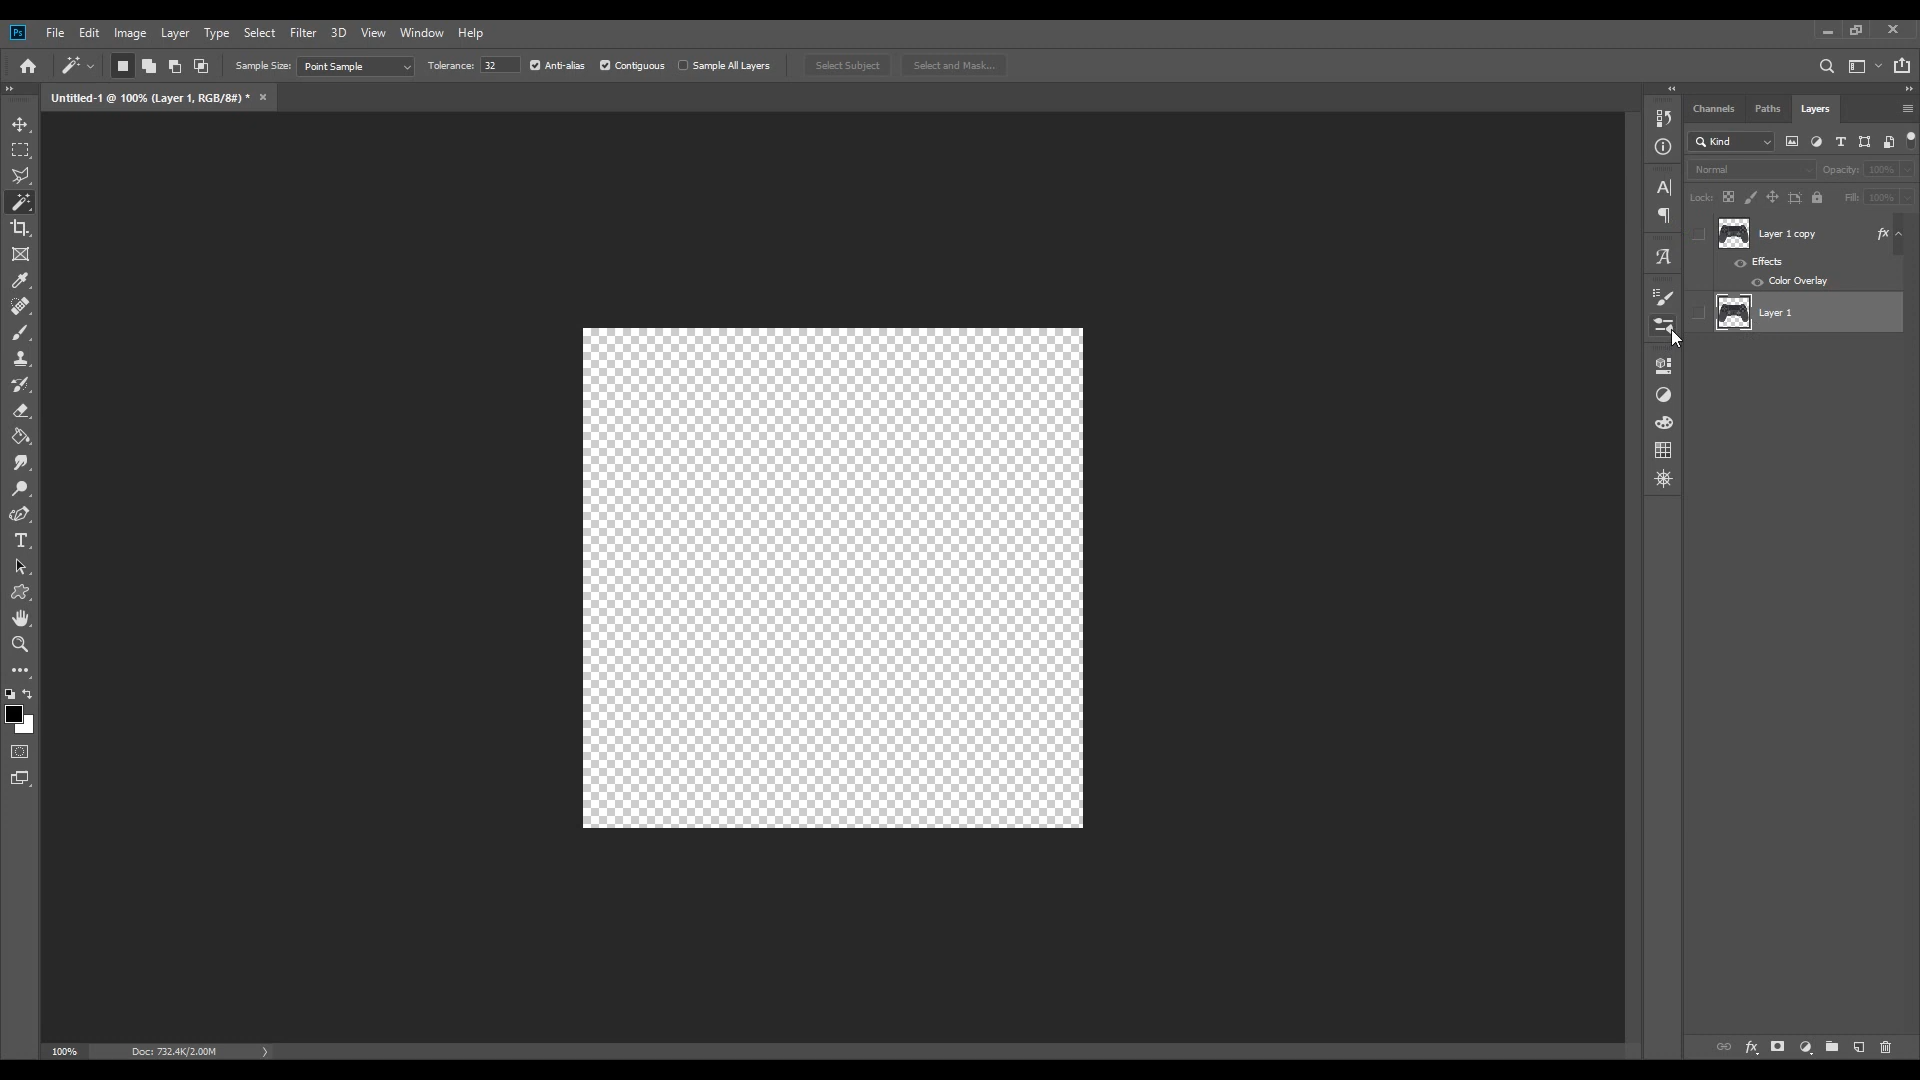 Ps File Edit Image Layer Type Select Filter 3D View Window Help
Sample Size: Point Sample Tolerance: 32 Anti-alias Contiguous Sample All Layers Select Subject Select and Mask...
Untitled-1 @ 100% (Layer 1, RGB/8#) *
Channels Paths Layers
Kind
Normal Opacity: 100%
Lock: Fill: 100%
Layer 1 copy fx
Effects
Color Overlay
Layer 1
100% Doc: 732.4K/2.00M
fx